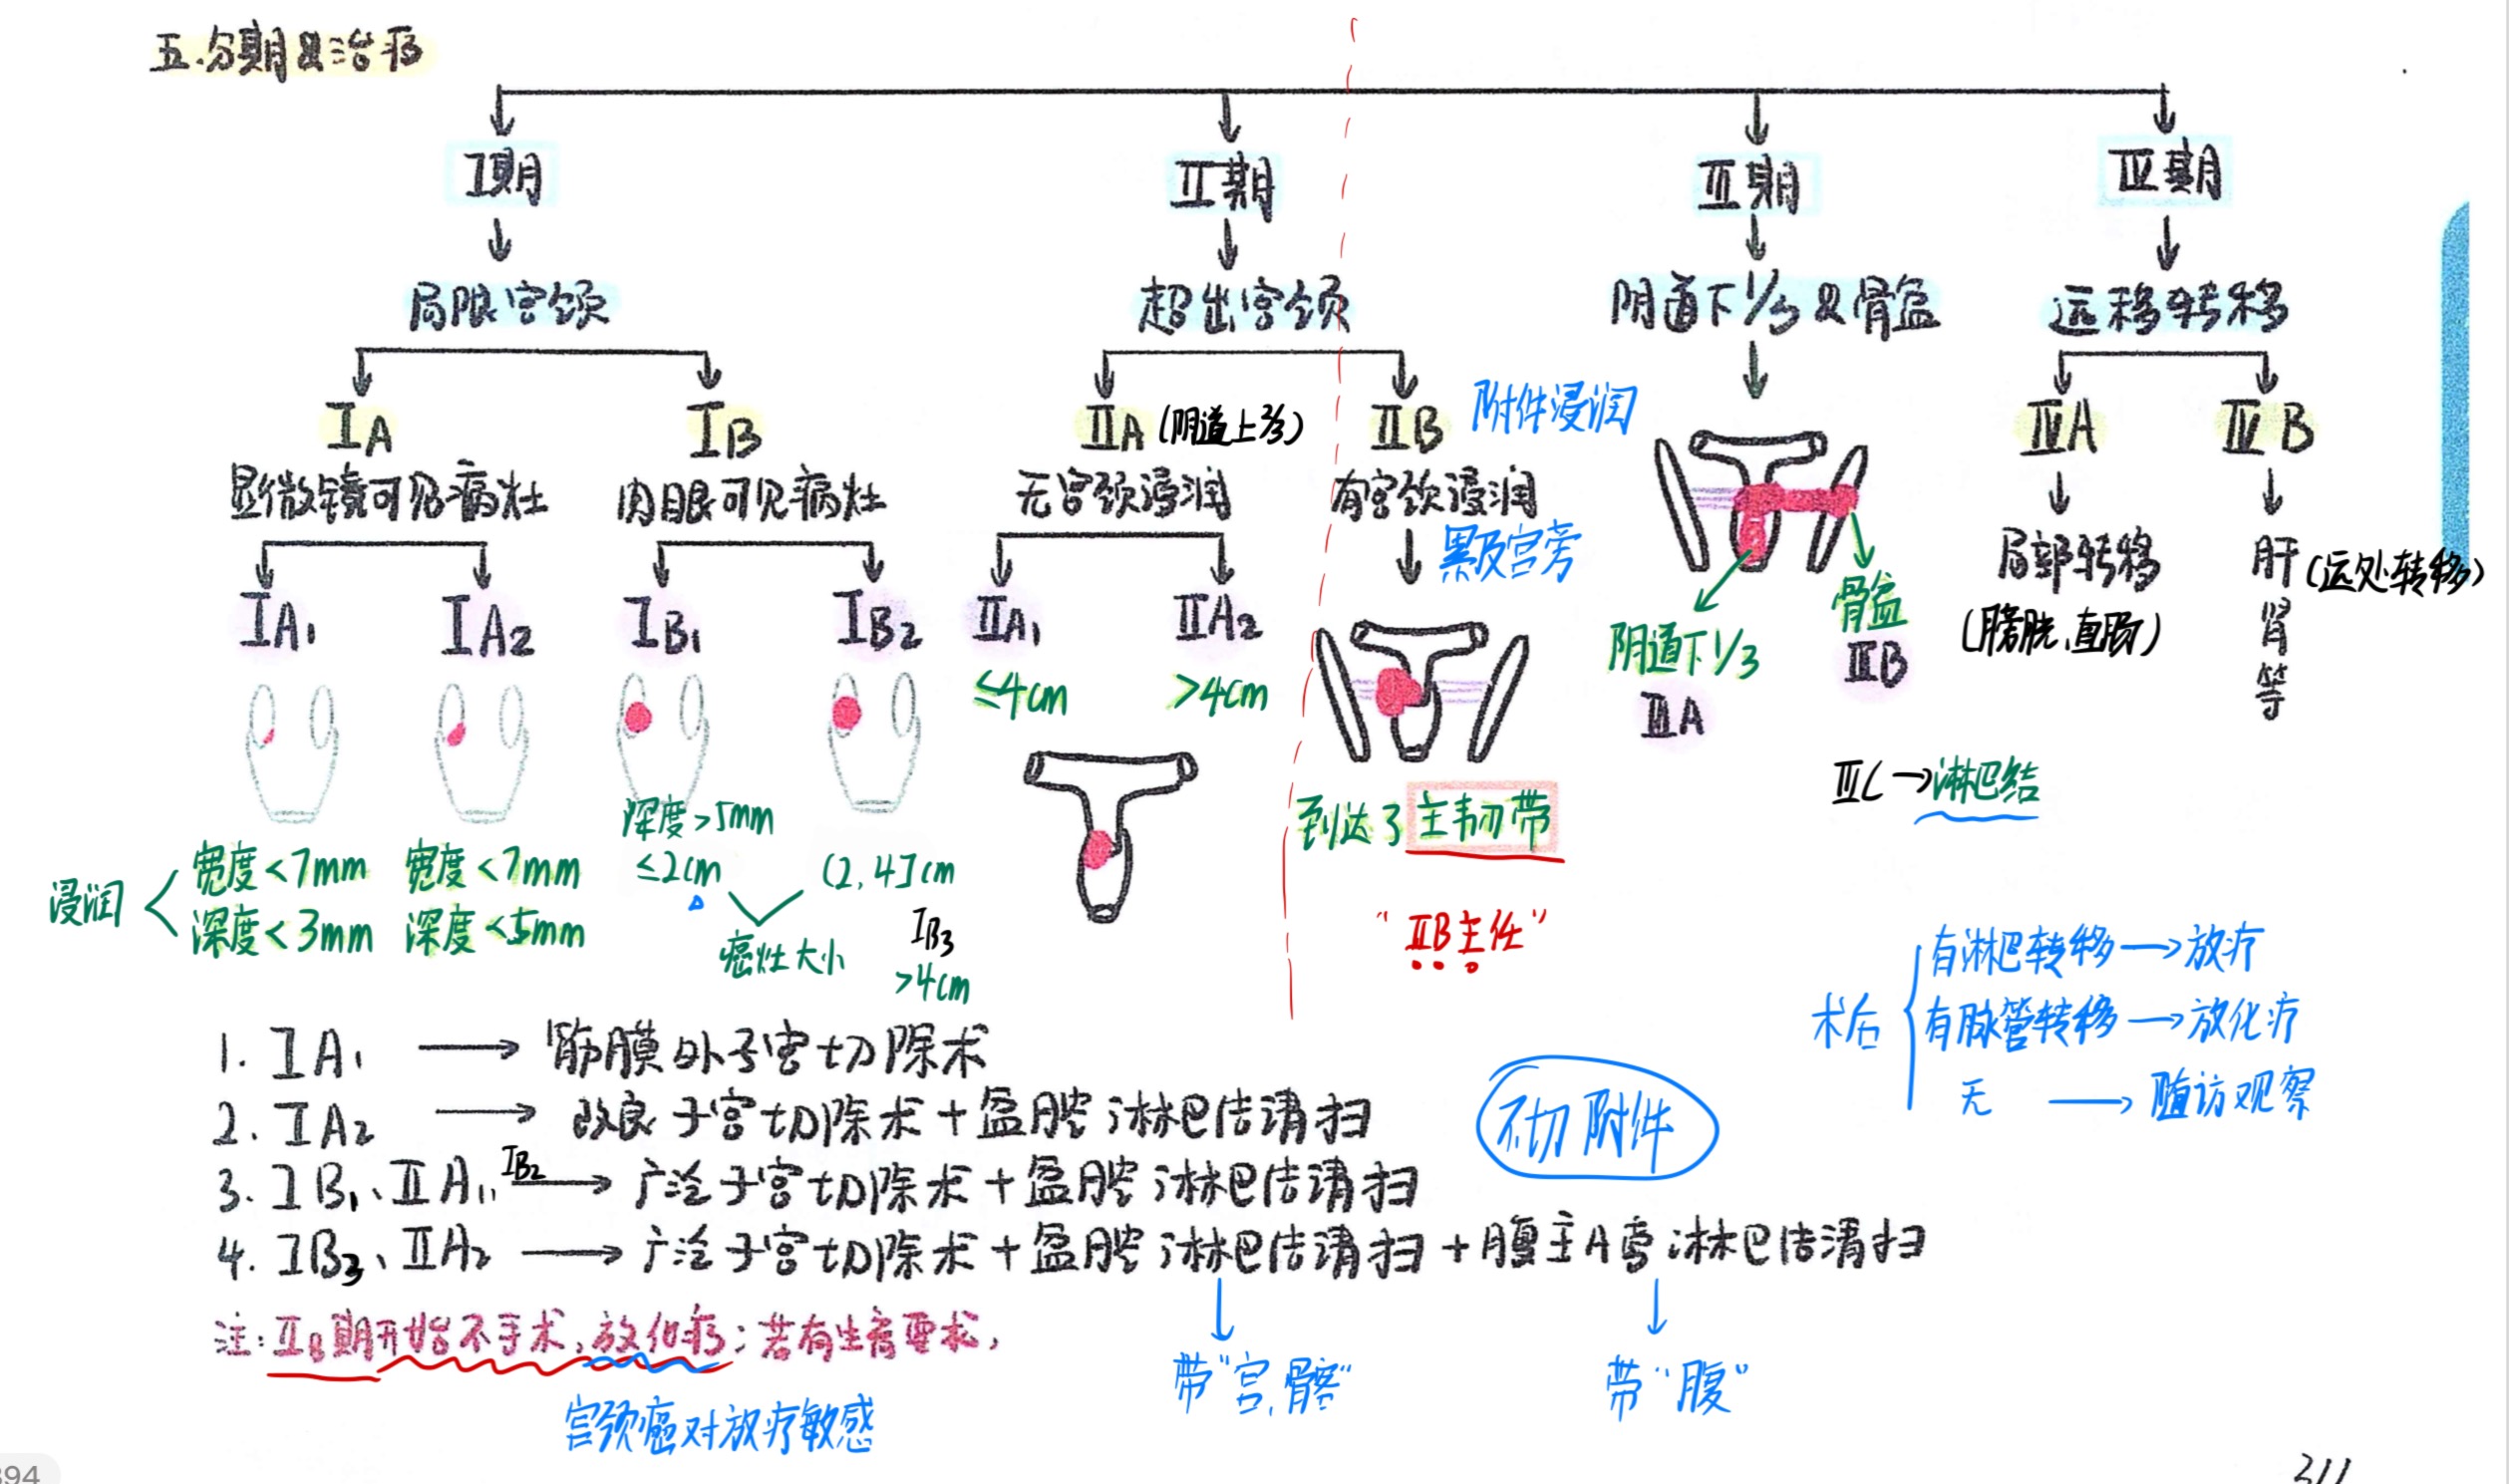 五.分期及治疗
I期
II期
III期
IV期
局限宫颈
超出宫颈
阴道下1/3及骨盆
远移转移
IA
IB
IIA (阴道上2/3)
IIB 附件浸润
IVA
IVB
显微镜可见病灶
肉眼可见病灶
无宫颈浸润
有宫颈浸润
累及宫旁
局部转移
(膀胱、直肠)
肝(远处转移)
肾
等
IA1
IA2
IB1
IB2
IIA1
IIA2
≤4cm
>4cm
阴道下1/3
IIIA
骨盆
IIIB
IIIC→淋巴结
深度>5mm
≤2cm
(2,4]cm
癌灶大小
IB3
>4cm
到达了主韧带
"IIB主任"
浸润
宽度<7mm
深度<3mm
宽度<7mm
深度<5mm
术后
有淋巴转移→放疗
有脉管转移→放化疗
无→随访观察
1. IA1 → 筋膜外子宫切除术
2. IA2 → 改良子宫切除术+盆腔淋巴结清扫
不切附件
3. IB1、IIA1、IB2 → 广泛子宫切除术+盆腔淋巴结清扫
4. IB3、IIA2 → 广泛子宫切除术+盆腔淋巴结清扫+腹主A旁淋巴结清扫
注:IIB期开始不手术,放化疗;若有生育要求,
带"宫,髂"
带"腹"
宫颈癌对放疗敏感
394
311